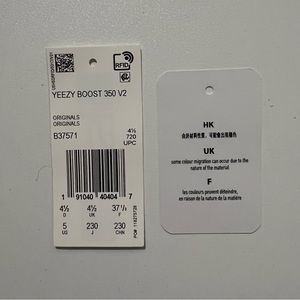 RFID
YEEZY BOOST 350 V2
ORIGINALS
ORIGINALS
B37571
4½
720
UPC
1 91040 40404 7
4½ 4½ 37⅓
D UK F
5 230 230
US J CHN
HK
UK
some colour migration can occur due to the
nature of the material
F
les couleurs peuvent déteindre,
en raison de la nature de la matière